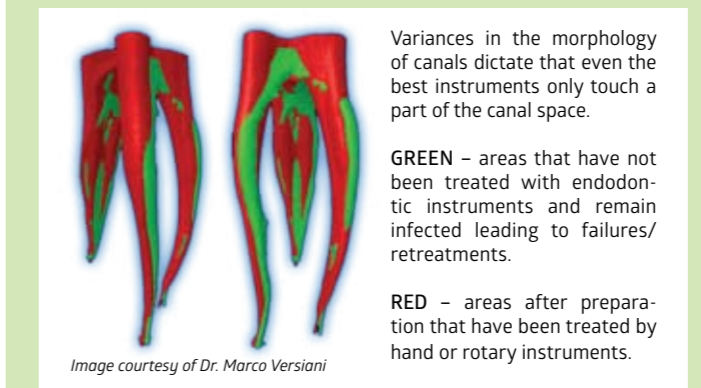 Variances in the morphology
of canals dictate that even the
best instruments only touch a
part of the canal space.
GREEN – areas that have not
been treated with endodon-
tic instruments and remain
infected leading to failures/
retreatments.
RED – areas after prepara-
tion that have been treated by
hand or rotary instruments.
Image courtesy of Dr. Marco Versiani